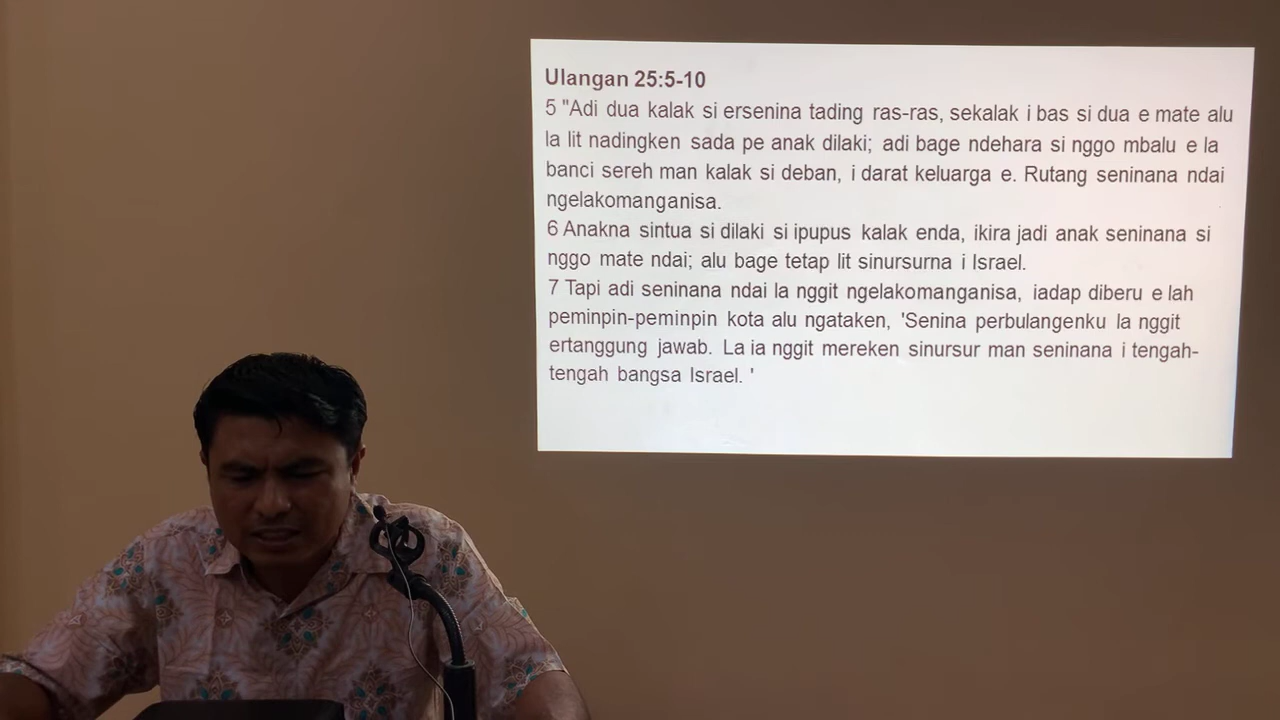 Ulangan 25:5-10
5 "Adi dua kalak si ersenina tading ras-ras, sekalak i bas si dua e mate alu
la lit nadingken sada pe anak dilaki; adi bage ndehara si nggo mbalu e la
banci sereh man kalak si deban, i darat keluarga e. Rutang seninana ndai
ngelakomanganisa.
6 Anakna sintua si dilaki si ipupus kalak enda, ikira jadi anak seninana si
nggo mate ndai; alu bage tetap lit sinursurna i Israel.
7 Tapi adi seninana ndai la nggit ngelakomanganisa, iadap diberu e lah
peminpin-peminpin kota alu ngataken, 'Senina perbulangenku la nggit
ertanggung jawab. La ia nggit mereken sinursur man seninana i tengah-
tengah bangsa Israel. '